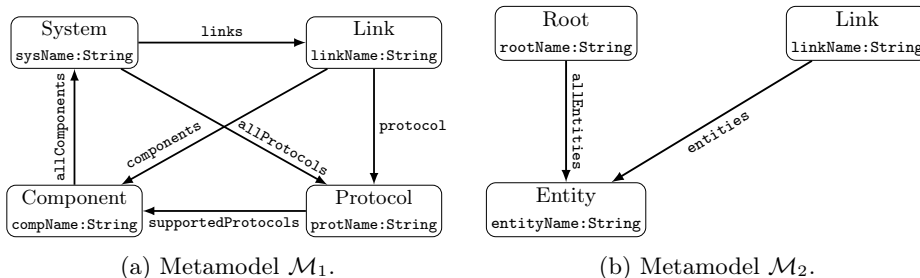 System
sysName:String
links
Link
linkName:String
allComponents
components
allProtocols
protocol
Component
compName:String
supportedProtocols
Protocol
protName:String
(a) Metamodel M₁.
Root
rootName:String
Link
linkName:String
allEntities
entities
Entity
entityName:String
(b) Metamodel M₂.